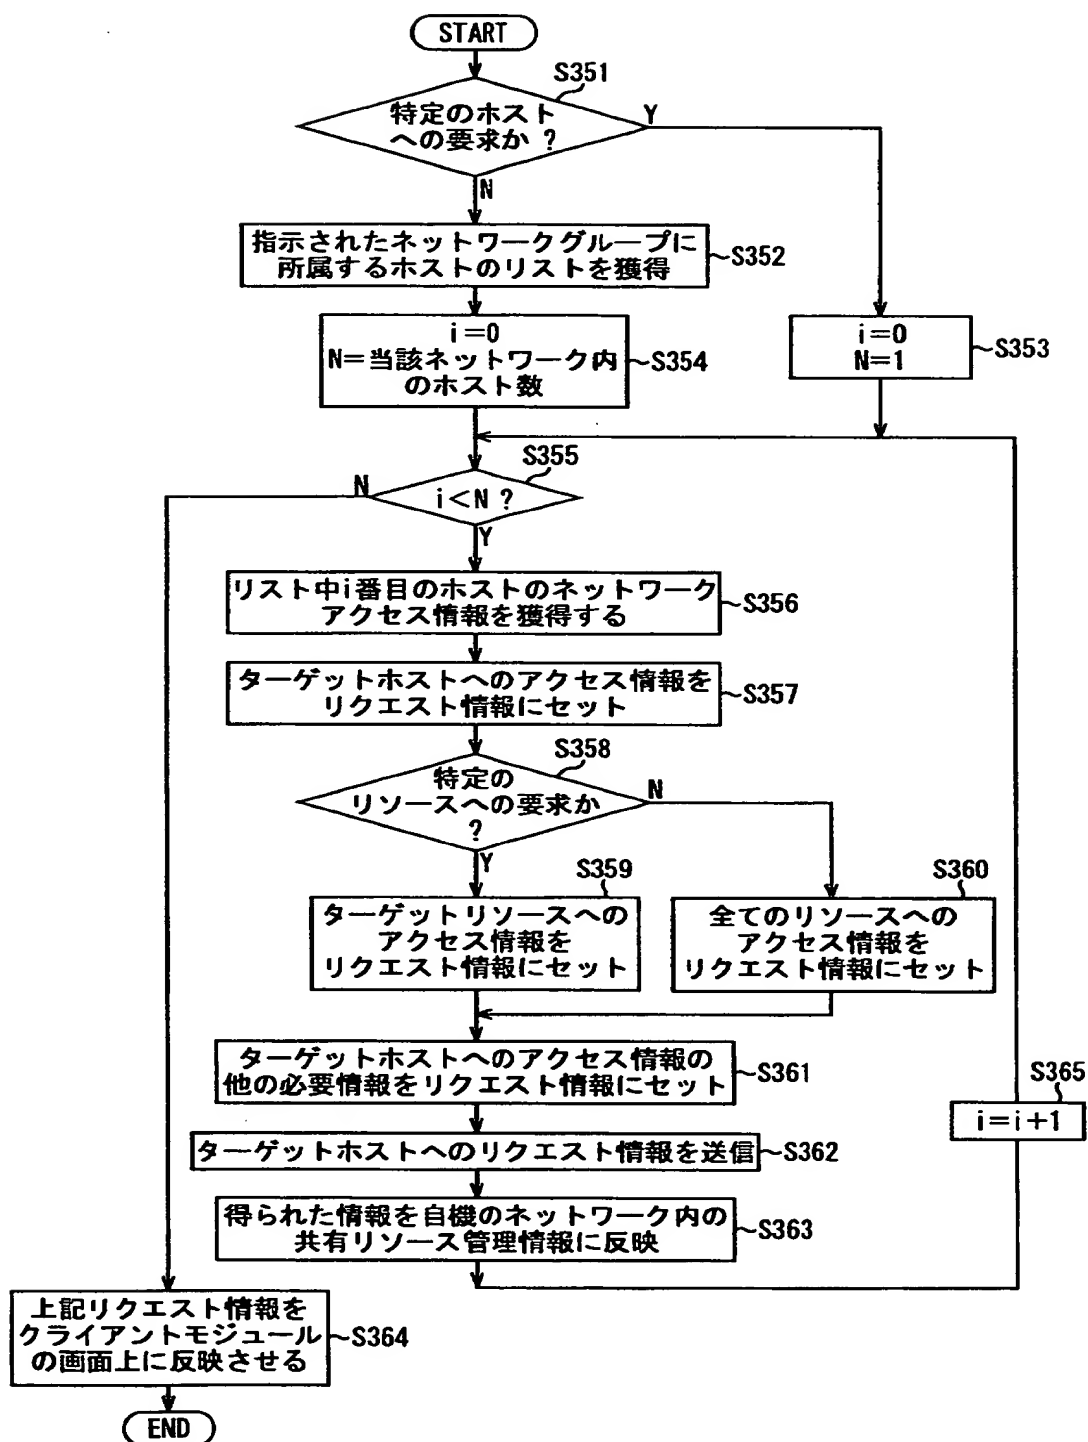 START
S351
特定のホスト
への要求か ?
Y
N
指示されたネットワークグループに
所属するホストのリストを獲得
S352
i=0
N=当該ネットワーク内
のホスト数
S354
i=0
N=1
S353
S355
N
i<N ?
Y
リスト中i番目のホストのネットワーク
アクセス情報を獲得する
S356
ターゲットホストへのアクセス情報を
リクエスト情報にセット
S357
S358
特定の
リソースへの要求か
?
N
Y
S359
ターゲットリソースへの
アクセス情報を
リクエスト情報にセット
S360
全てのリソースへの
アクセス情報を
リクエスト情報にセット
ターゲットホストへのアクセス情報の
他の必要情報をリクエスト情報にセット
S361
S365
i=i+1
ターゲットホストへのリクエスト情報を送信
S362
得られた情報を自機のネットワーク内の
共有リソース管理情報に反映
S363
上記リクエスト情報を
クライアントモジュール
の画面上に反映させる
S364
END